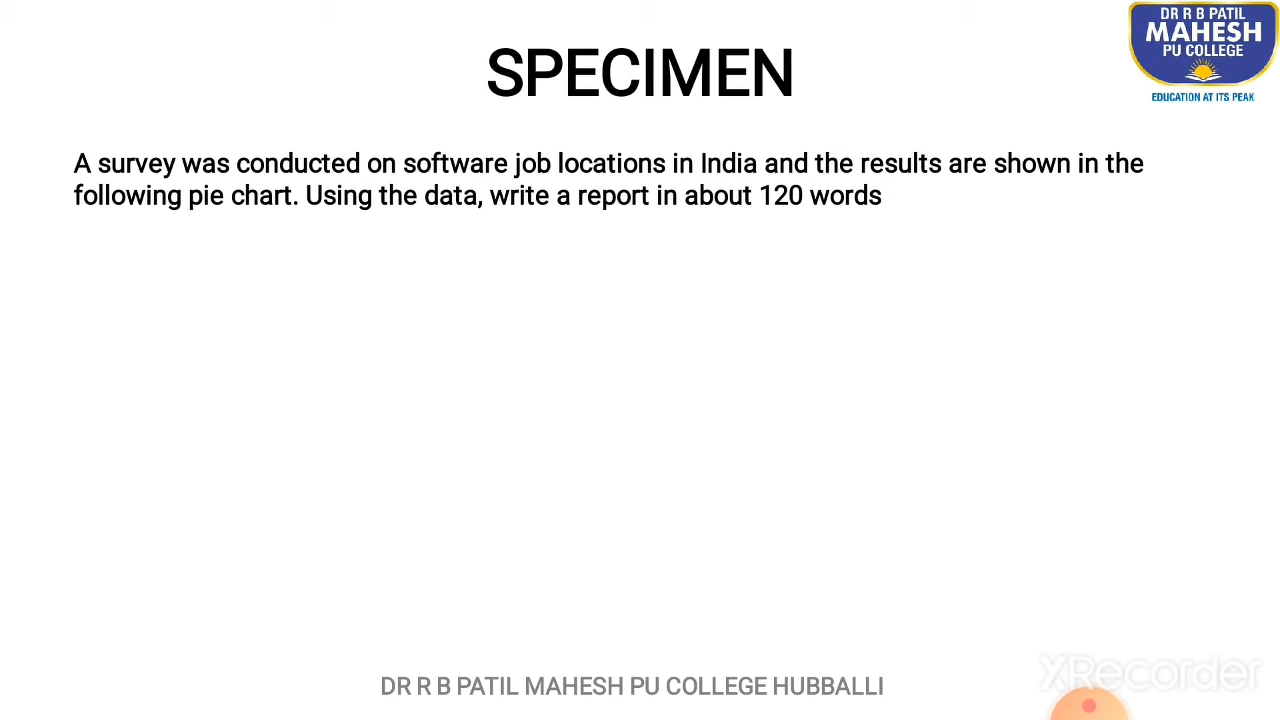 DR R B PATIL
MAHESH
PU COLLEGE
EDUCATION AT ITS PEAK
SPECIMEN
A survey was conducted on software job locations in India and the results are shown in the
following pie chart. Using the data, write a report in about 120 words
DR R B PATIL MAHESH PU COLLEGE HUBBALLI
XRecorder